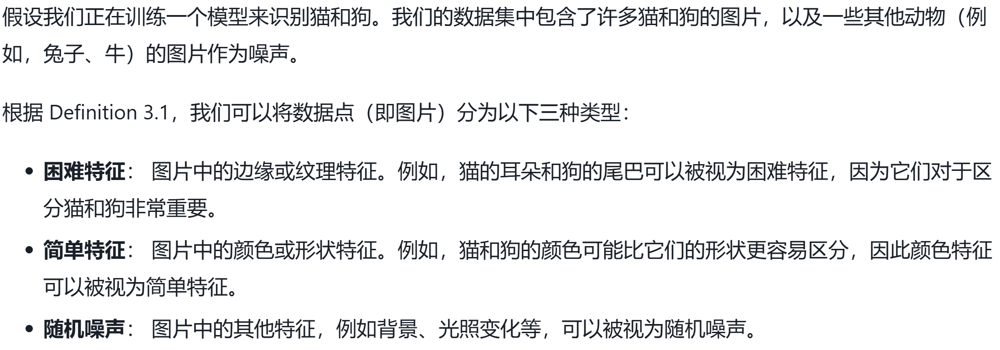 假设我们正在训练一个模型来识别猫和狗。我们的数据集中包含了许多猫和狗的图片，以及一些其他动物（例
如，兔子、牛）的图片作为噪声。
根据 Definition 3.1，我们可以将数据点（即图片）分为以下三种类型：
• 困难特征： 图片中的边缘或纹理特征。例如，猫的耳朵和狗的尾巴可以被视为困难特征，因为它们对于区
分猫和狗非常重要。
• 简单特征： 图片中的颜色或形状特征。例如，猫和狗的颜色可能比它们的形状更容易区分，因此颜色特征
可以被视为简单特征。
• 随机噪声： 图片中的其他特征，例如背景、光照变化等，可以被视为随机噪声。